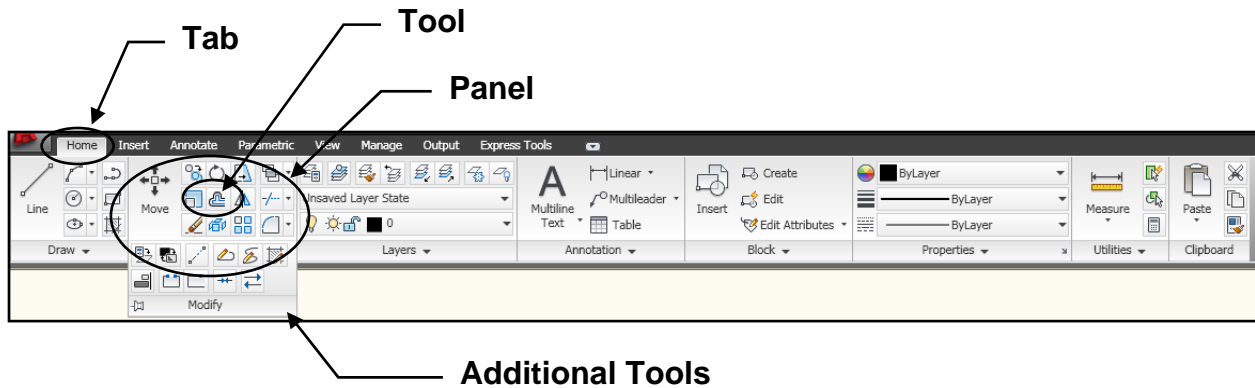 Tool
Tab
Panel
Home Insert Annotate Parametric View Manage Output Express Tools
Line
Move
Unsaved Layer State
0
Multiline
Text
Linear
Multileader
Table
Insert
Create
Edit
Edit Attributes
ByLayer
ByLayer
ByLayer
Measure
Paste
Draw Layers Annotation Block Properties Utilities Clipboard
Modify
Additional Tools